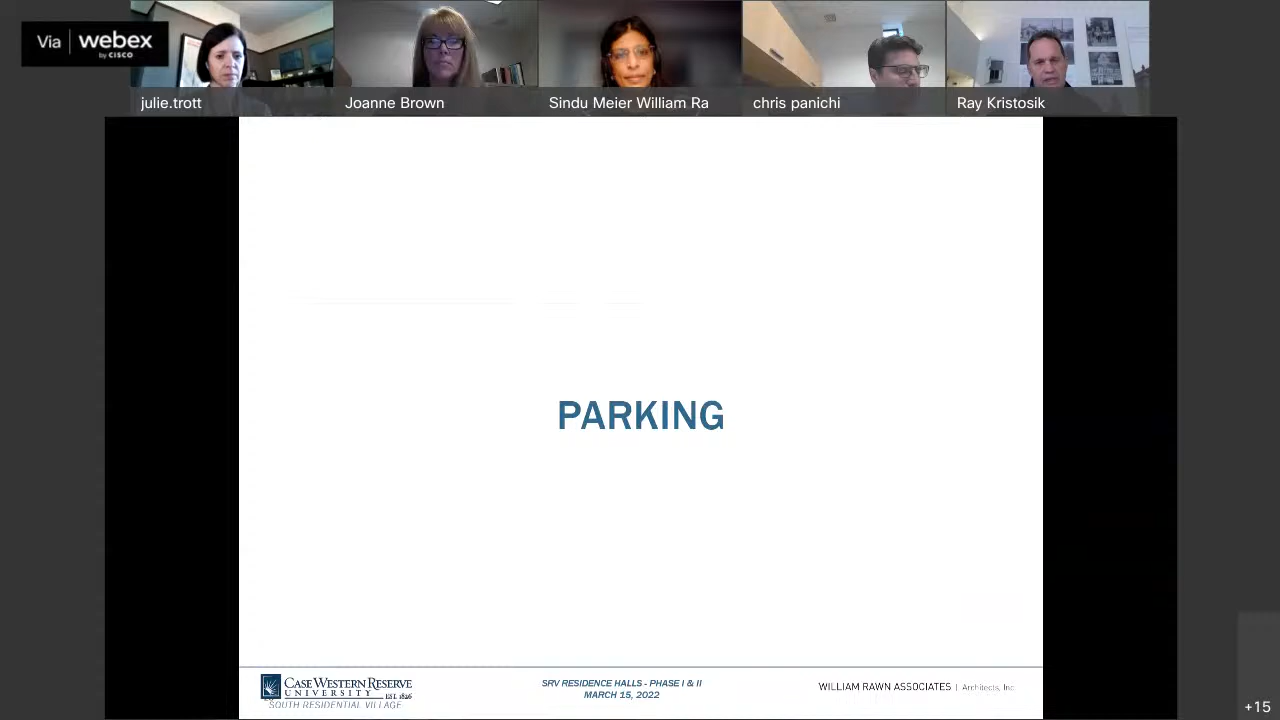 Via webex
by CISCO
julie.trott
Joanne Brown
Sindu Meier William Ra
chris panichi
Ray Kristosik
PARKING
CASE WESTERN RESERVE
UNIVERSITY EST. 1826
SOUTH RESIDENTIAL VILLAGE
SRV RESIDENCE HALLS - PHASE I & II
MARCH 15, 2022
WILLIAM RAWN ASSOCIATES | Architects, Inc
+15